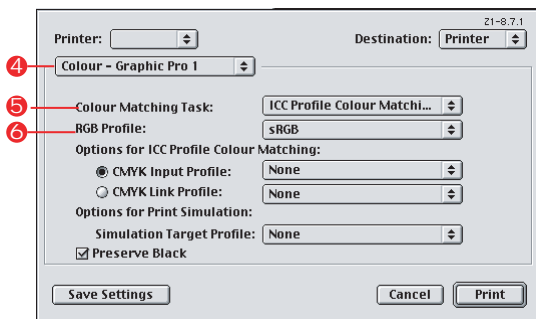 Z1-8.7.1
Printer: Destination: Printer
4 Colour - Graphic Pro 1
5 Colour Matching Task: ICC Profile Colour Matchi...
6 RGB Profile: sRGB
Options for ICC Profile Colour Matching:
CMYK Input Profile: None
CMYK Link Profile: None
Options for Print Simulation:
Simulation Target Profile: None
Preserve Black
Save Settings Cancel Print